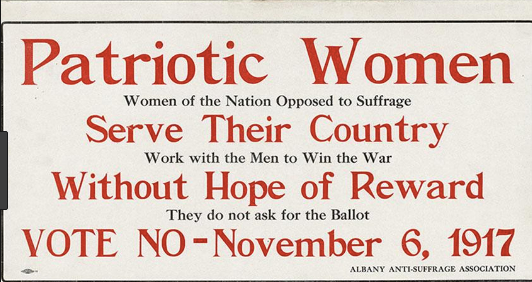 Patriotic Women
Women of the Nation Opposed to Suffrage
Serve Their Country
Work with the Men to Win the War
Without Hope of Reward
They do not ask for the Ballot
VOTE NO-November 6, 1917
ALBANY ANTI-SUFFRAGE ASSOCIATION